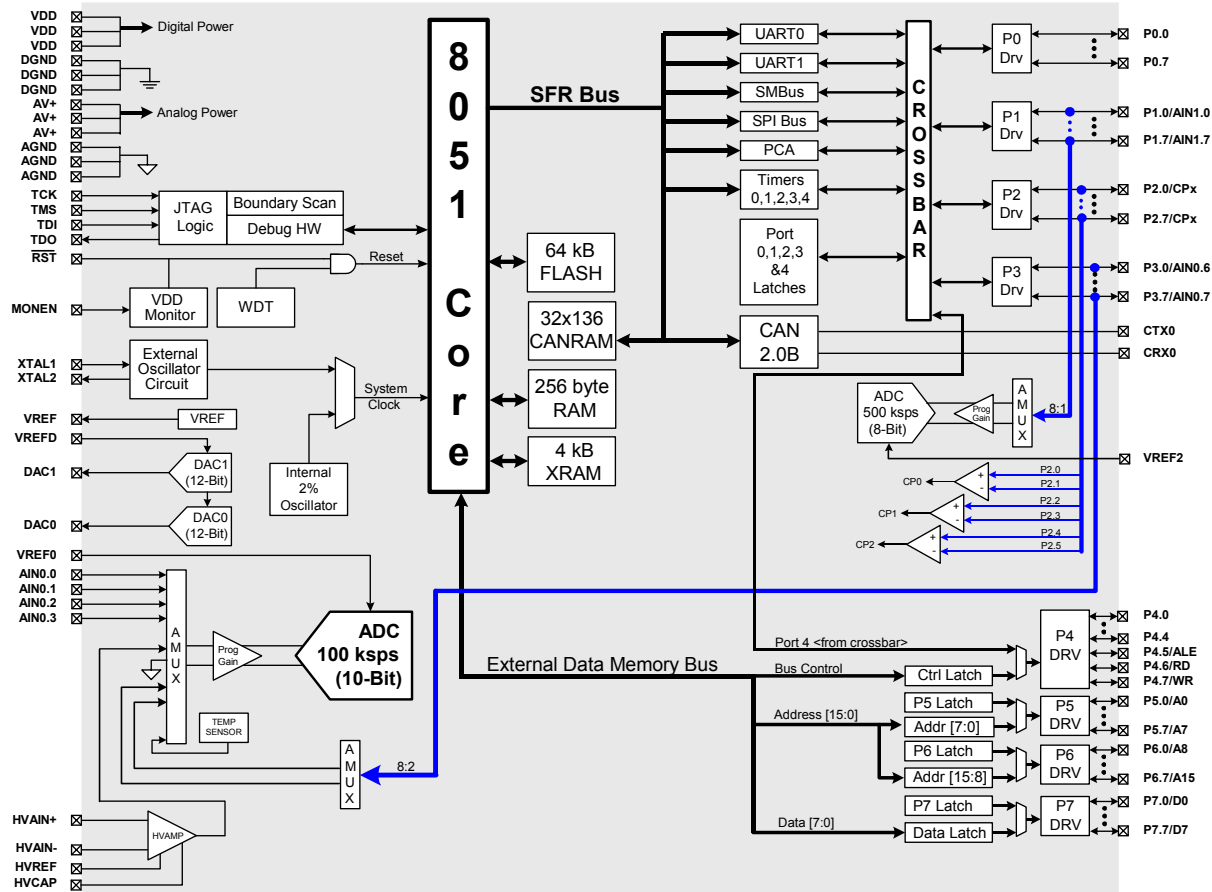 VDD
VDD
VDD
Digital Power
DGND
DGND
DGND
AV+
AV+
AV+
Analog Power
AGND
AGND
AGND
TCK
TMS
TDI
TDO
JTAG
Logic
Boundary Scan
Debug HW
RST
Reset
MONEN
VDD
Monitor
WDT
XTAL1
XTAL2
External
Oscillator
Circuit
System
Clock
VREF
VREF
VREFD
DAC1
DAC1
(12-Bit)
Internal
2%
Oscillator
DAC0
DAC0
(12-Bit)
VREF0
AIN0.0
AIN0.1
AIN0.2
AIN0.3
A
M
U
X
Prog
Gain
ADC
100 ksps
(10-Bit)
TEMP
SENSOR
A
M
U
X
8:2
HVAIN+
HVAIN-
HVREF
HVCAP
HVAMP
8
0
5
1
C
o
r
e
SFR Bus
64 kB
FLASH
32x136
CANRAM
256 byte
RAM
4 kB
XRAM
UART0
UART1
SMBus
SPI Bus
PCA
Timers
0,1,2,3,4
Port
0,1,2,3
&4
Latches
CAN
2.0B
C
R
O
S
S
B
A
R
P0
Drv
P0.0
P0.7
P1
Drv
P1.0/AIN1.0
P1.7/AIN1.7
P2
Drv
P2.0/CPx
P2.7/CPx
P3
Drv
P3.0/AIN0.6
P3.7/AIN0.7
CTX0
CRX0
ADC
500 ksps
(8-Bit)
Prog
Gain
A
M
U
X
8:1
VREF2
CP0
+
-
P2.0
P2.1
CP1
+
-
P2.2
P2.3
CP2
+
-
P2.4
P2.5
External Data Memory Bus
Port 4 <from crossbar>
Bus Control
Ctrl Latch
P4
DRV
P4.0
P4.4
P4.5/ALE
P4.6/RD
P4.7/WR
Address [15:0]
P5 Latch
Addr [7:0]
P5
DRV
P5.0/A0
P5.7/A7
P6 Latch
Addr [15:8]
P6
DRV
P6.0/A8
P6.7/A15
Data [7:0]
P7 Latch
Data Latch
P7
DRV
P7.0/D0
P7.7/D7